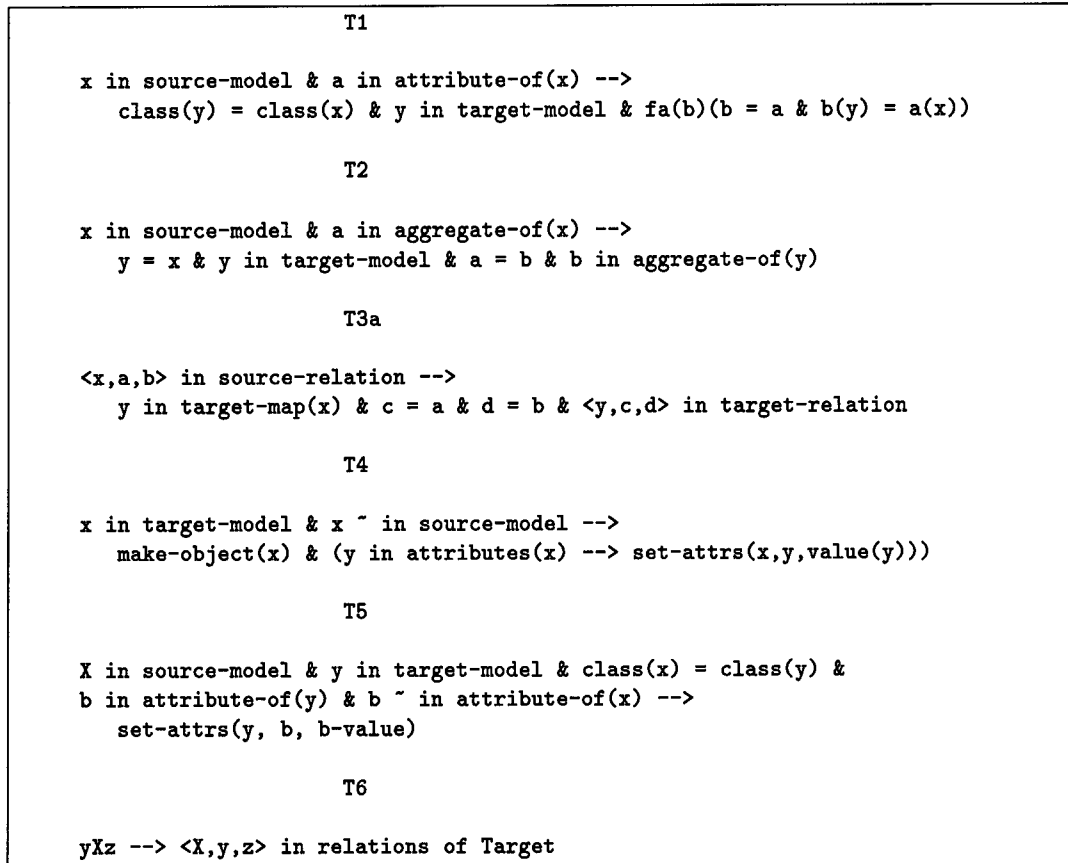 T1
x in source-model & a in attribute-of(x) -->
class(y) = class(x) & y in target-model & fa(b)(b = a & b(y) = a(x))
T2
x in source-model & a in aggregate-of(x) -->
y = x & y in target-model & a = b & b in aggregate-of(y)
T3a
<x,a,b> in source-relation -->
y in target-map(x) & c = a & d = b & <y,c,d> in target-relation
T4
x in target-model & x ~ in source-model -->
make-object(x) & (y in attributes(x) --> set-attrs(x,y,value(y)))
T5
X in source-model & y in target-model & class(x) = class(y) &
b in attribute-of(y) & b ~ in attribute-of(x) -->
set-attrs(y, b, b-value)
T6
yXz --> <X,y,z> in relations of Target